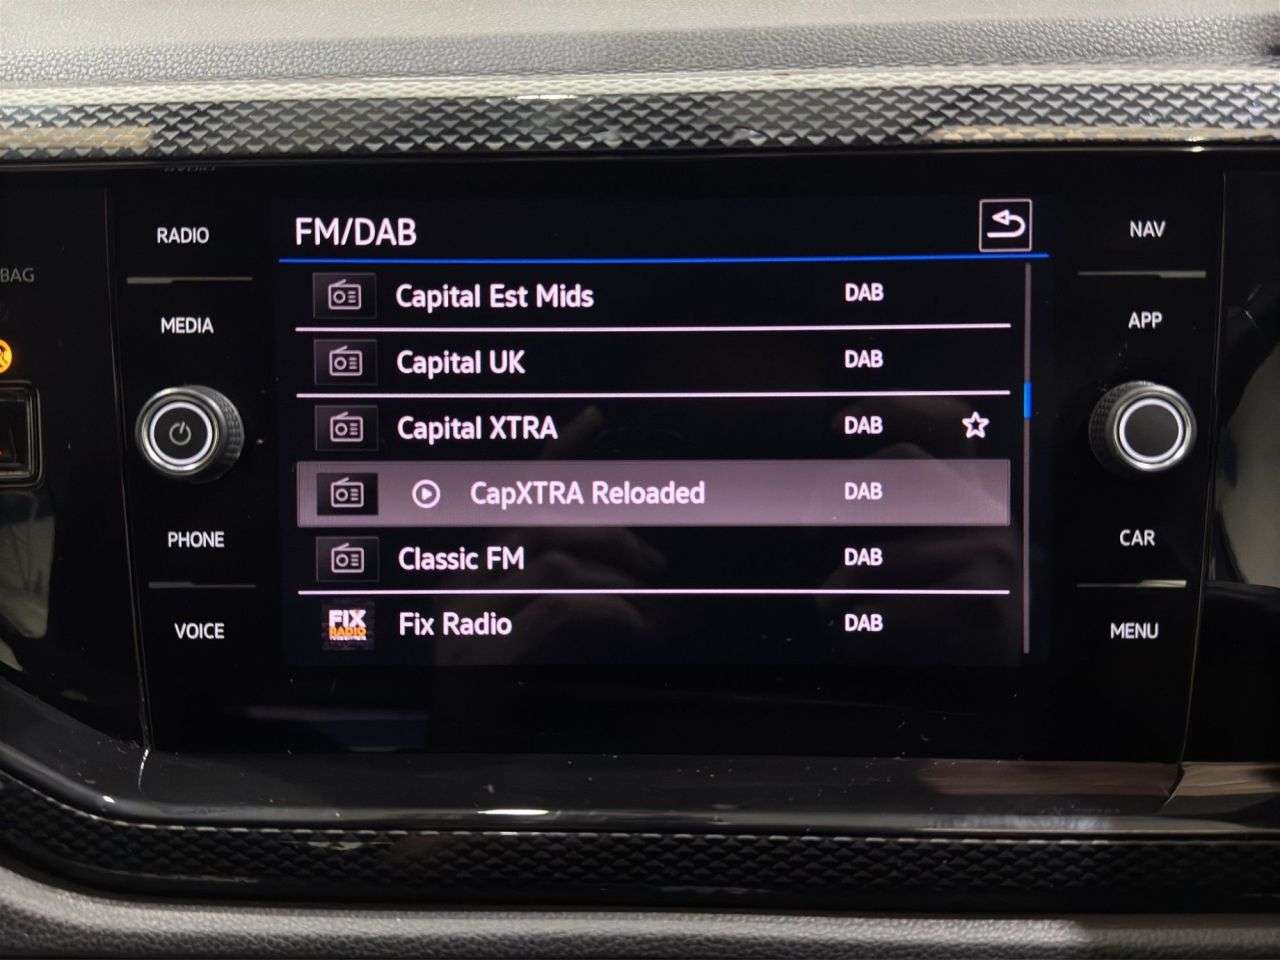 BAG
RADIO
MEDIA
PHONE
VOICE
FM/DAB
Capital Est Mids DAB
Capital UK DAB
Capital XTRA DAB
CapXTRA Reloaded DAB
Classic FM DAB
FIX
RADIO
Fix Radio DAB
NAV
APP
CAR
MENU